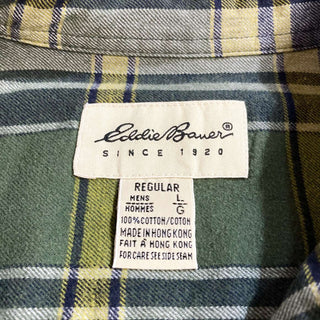 Eddie Bauer®
SINCE 1920
REGULAR
MENS L
HOMMES G
100% COTTON/COTON
MADE IN HONG KONG
FAIT À HONG KONG
FOR CARE SEE SIDE SEAM